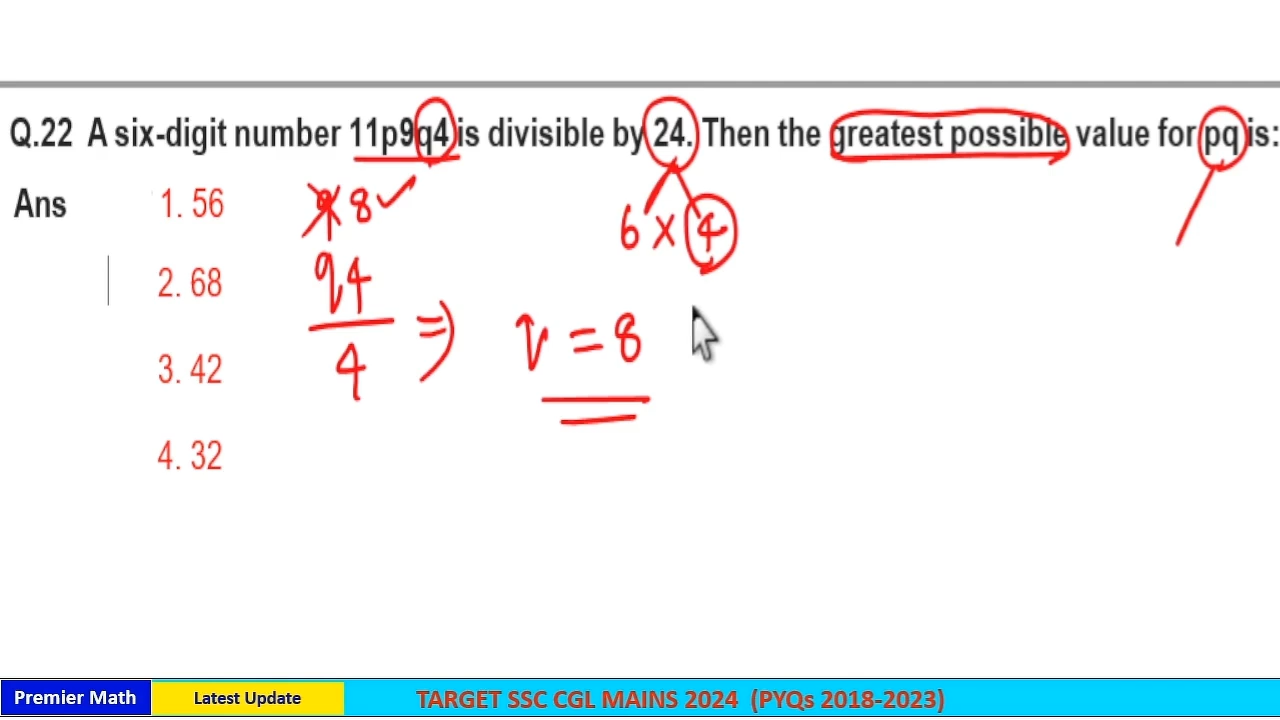 Q.22 A six-digit number 11p9q4 is divisible by 24. Then the greatest possible value for pq is:
Ans 1. 56 8
6 × 4
2. 68 q4
4 ⇒ q = 8
3. 42
4. 32
Premier Math Latest Update TARGET SSC CGL MAINS 2024 (PYQs 2018-2023)